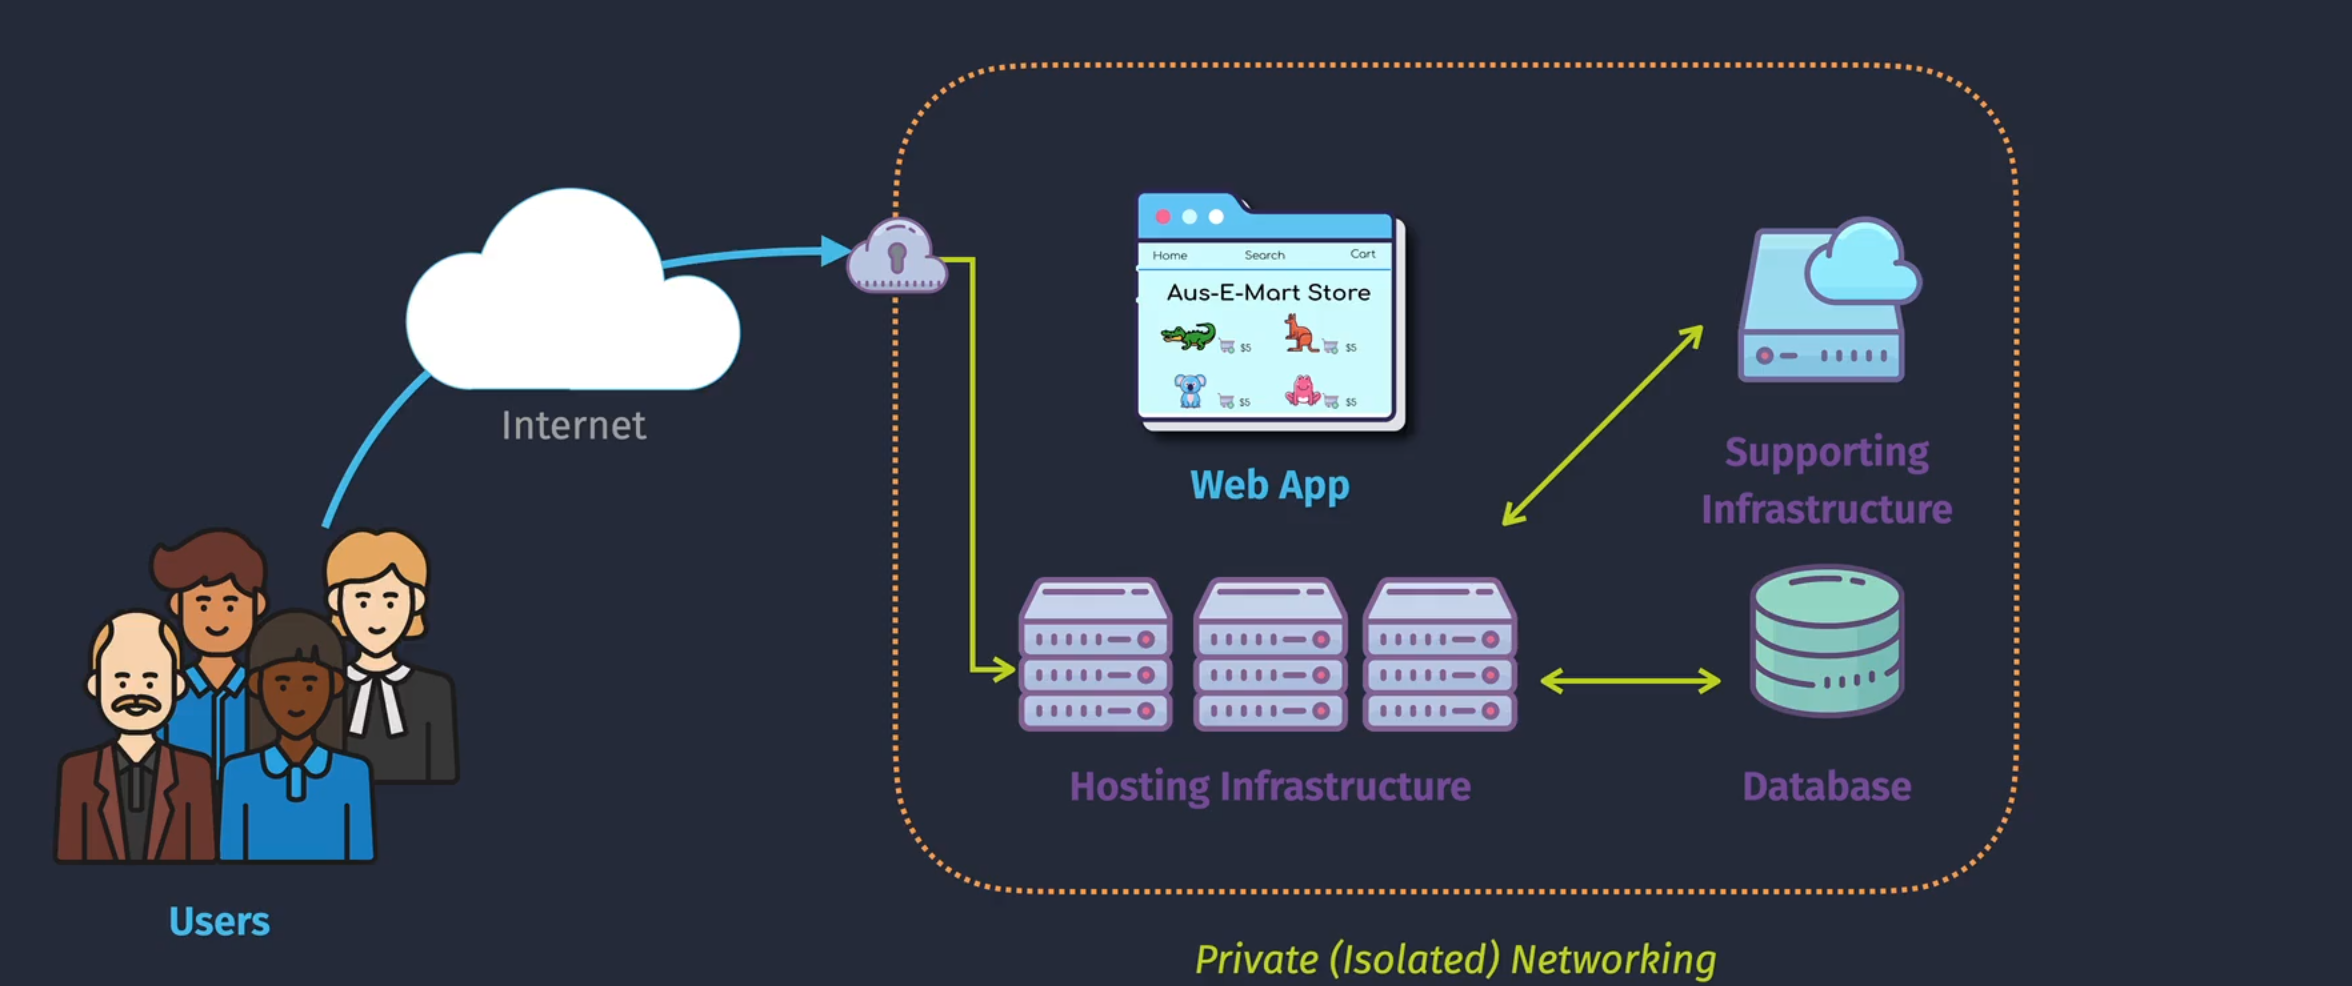 Internet
Users
Home Search Cart
Aus-E-Mart Store
$5 $5
$5 $5
Web App
Supporting
Infrastructure
Hosting Infrastructure
Database
Private (Isolated) Networking